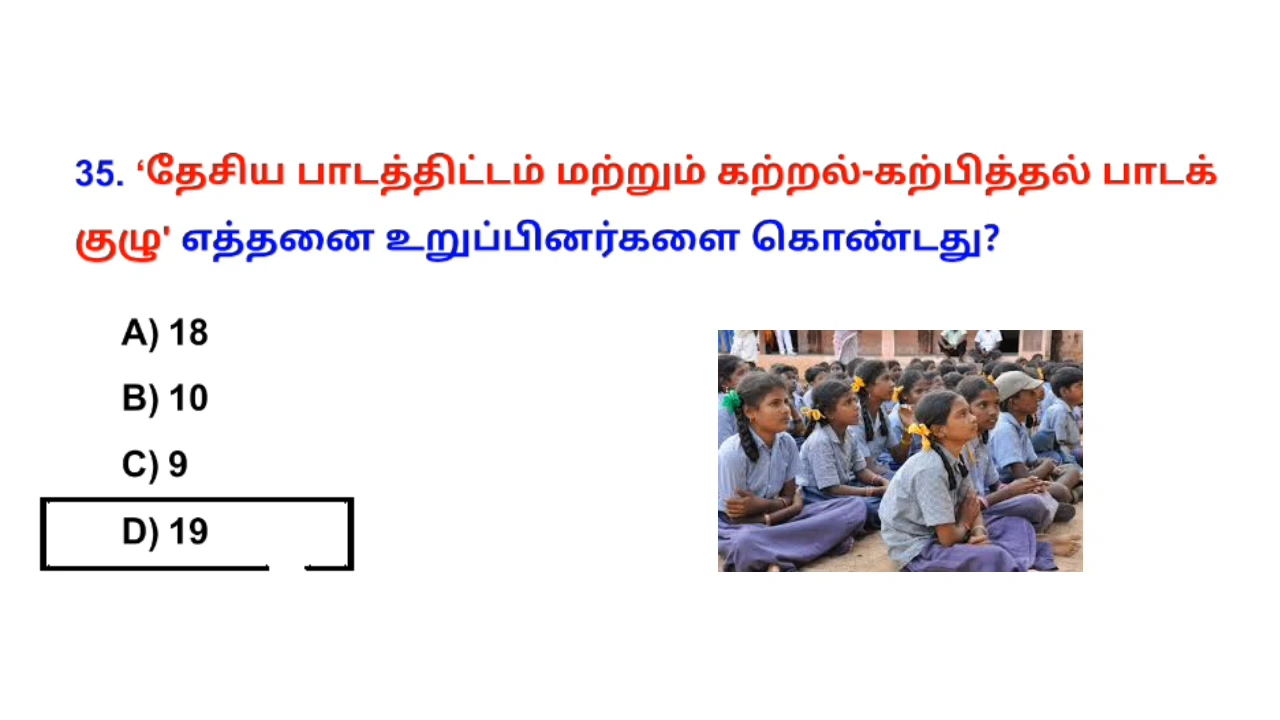 35. ‘தேசிய பாடத்திட்டம் மற்றும் கற்றல்-கற்பித்தல் பாடக்
குழு' எத்தனை உறுப்பினர்களை கொண்டது?
A) 18
B) 10
C) 9
D) 19